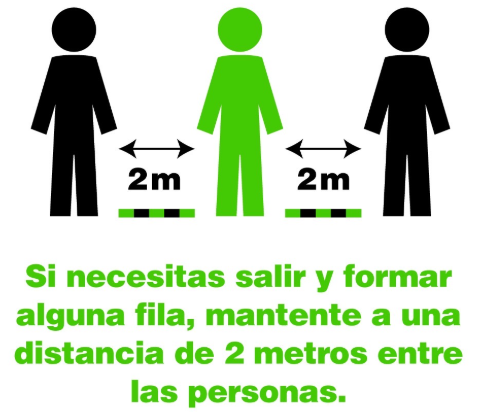 2m 2m
Si necesitas salir y formar
alguna fila, mantente a una
distancia de 2 metros entre
las personas.